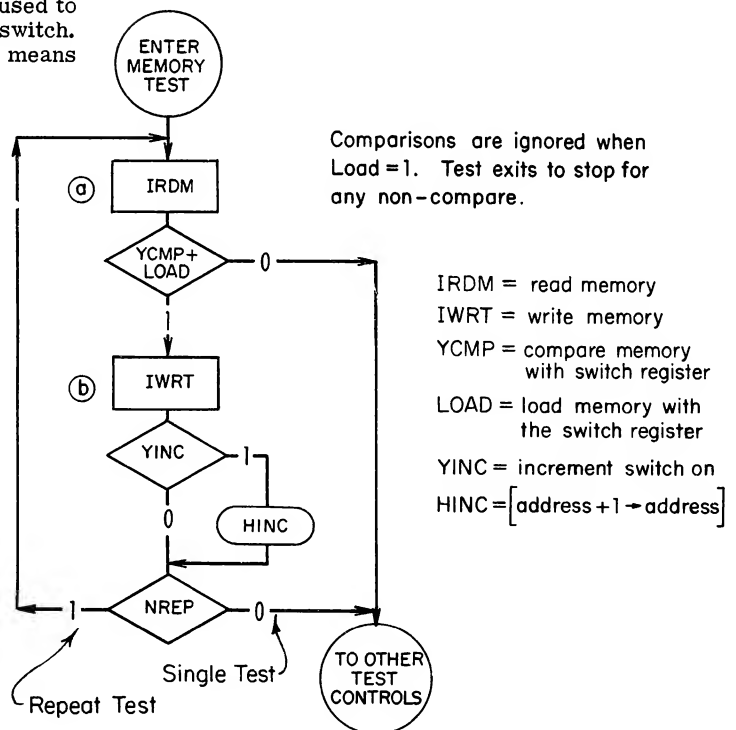 used to
switch.
means
ENTER
MEMORY
TEST
Comparisons are ignored when
Load = 1. Test exits to stop for
any non-compare.
ⓐ
IRDM
YCMP+
LOAD
0
1
IRDM = read memory
IWRT = write memory
YCMP = compare memory
with switch register
LOAD = load memory with
the switch register
YINC = increment switch on
HINC = [address + 1 → address]
ⓑ
IWRT
YINC
1
0
HINC
NREP
1
0
Single Test
Repeat Test
TO OTHER
TEST
CONTROLS